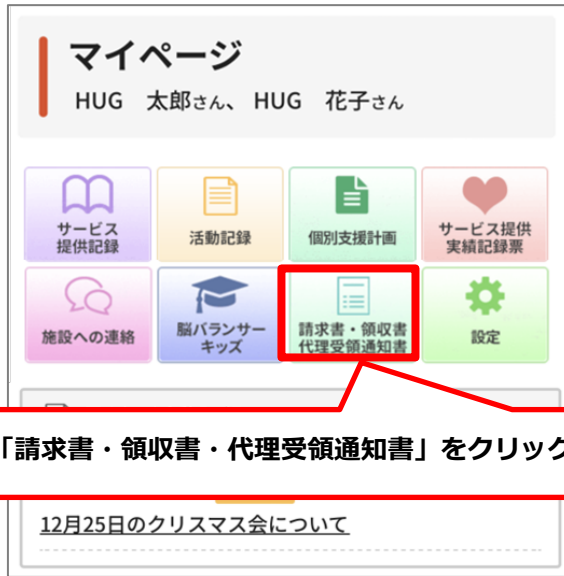 マイページ
HUG 太郎さん、HUG 花子さん
サービス
提供記録
活動記録
個別支援計画
サービス提供
実績記録票
施設への連絡
脳バランサー
キッズ
請求書・領収書
代理受領通知書
設定
「請求書・領収書・代理受領通知書」をクリック
12月25日のクリスマス会について